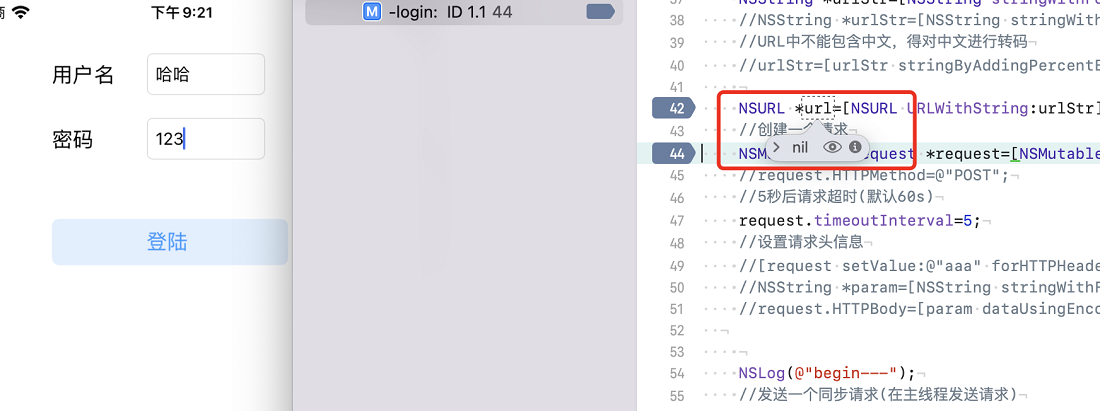 下午 9:21
用户名 哈哈
密码 123
登陆
M -login: ID 1.1 44
38 //NSString *urlStr=[NSString stringWith
39 //URL中不能包含中文，得对中文进行转码
40 //urlStr=[urlStr stringByAddingPercentE
41
42 NSURL *url=[NSURL URLWithString:urlStr]
43 //创建一个请求
nil
44 NSM equest *request=[NSMutable
45 //request.HTTPMethod=@"POST";
46 //5秒后请求超时(默认60s)
47 request.timeoutInterval=5;
48 //设置请求头信息
49 //[request setValue:@"aaa" forHTTPHeade
50 //NSString *param=[NSString stringWithF
51 //request.HTTPBody=[param dataUsingEnco
52
53
54 NSLog(@"begin---");
55 //发送一个同步请求(在主线程发送请求)